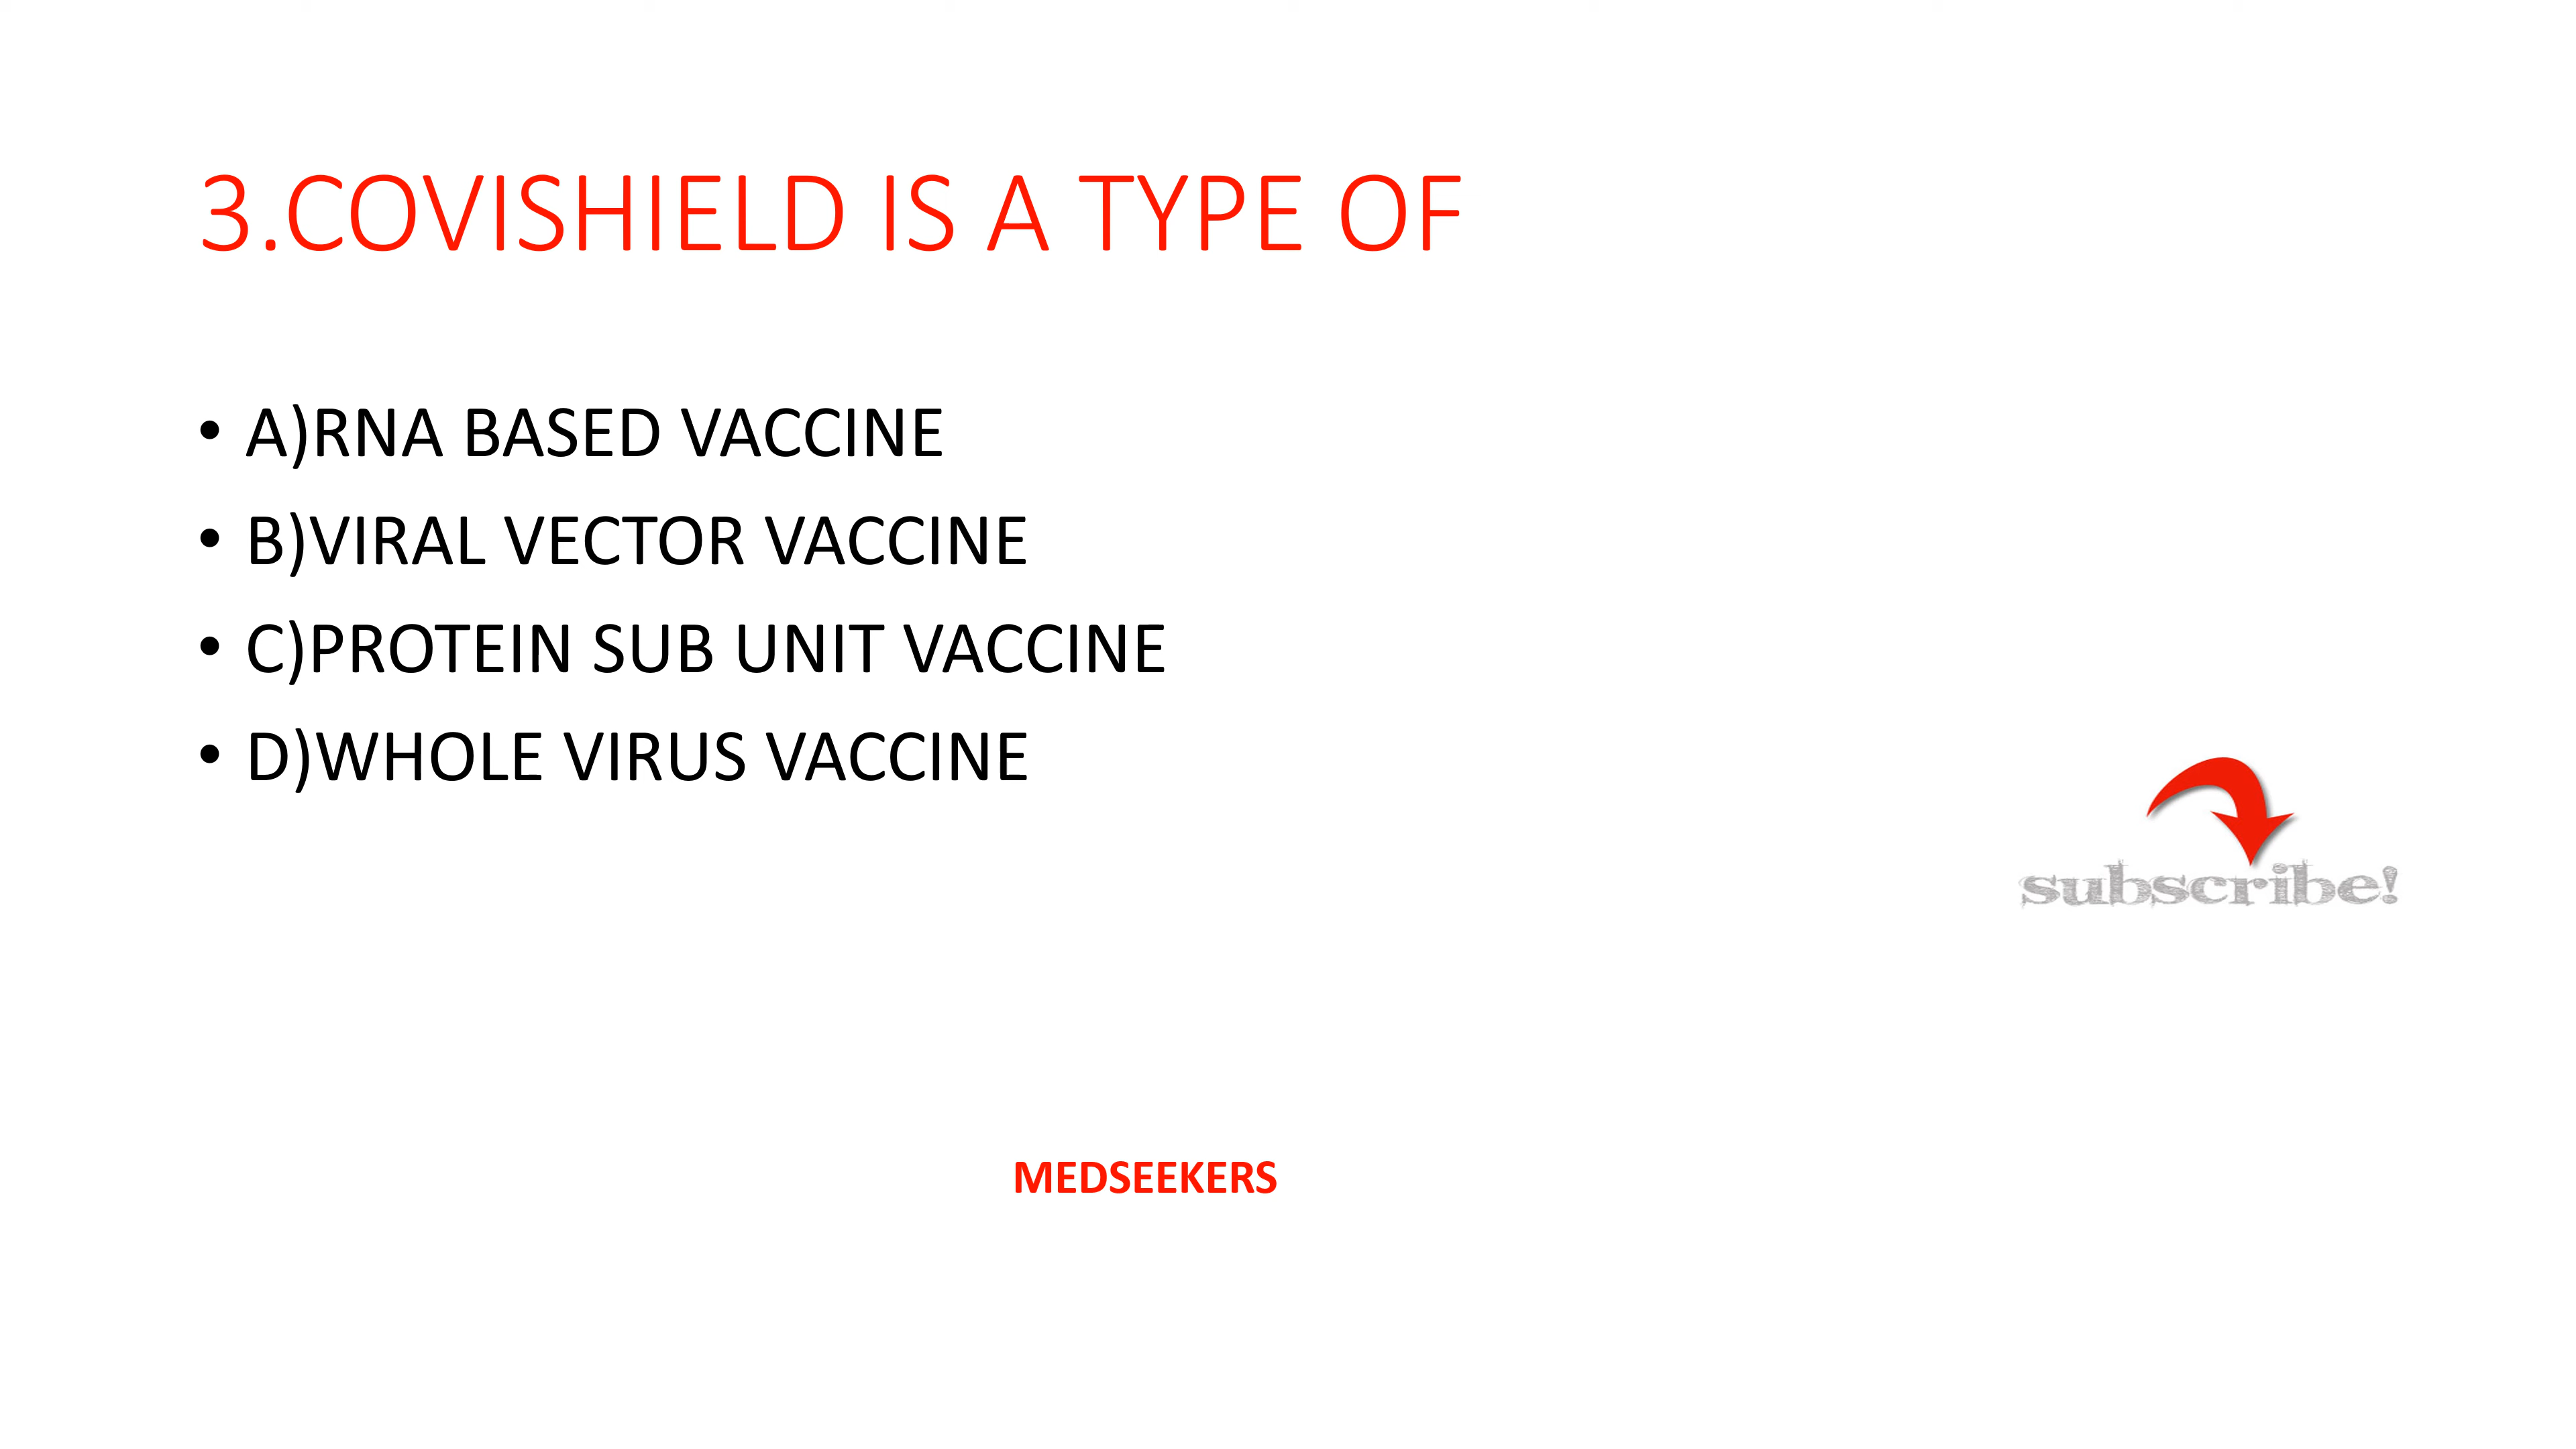 3.COVISHIELD IS A TYPE OF
• A)RNA BASED VACCINE
• B)VIRAL VECTOR VACCINE
• C)PROTEIN SUB UNIT VACCINE
• D)WHOLE VIRUS VACCINE
subscribe!
MEDSEEKERS